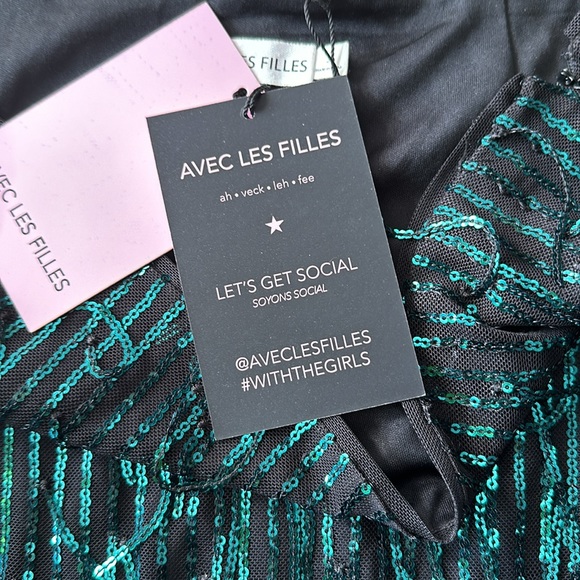 ES FILLES
AVEC LES FILLES
AVEC LES FILLES
ah • veck • leh • fee
LET'S GET SOCIAL
SOYONS SOCIAL
@AVECLESFILLES
#WITHTHEGIRLS